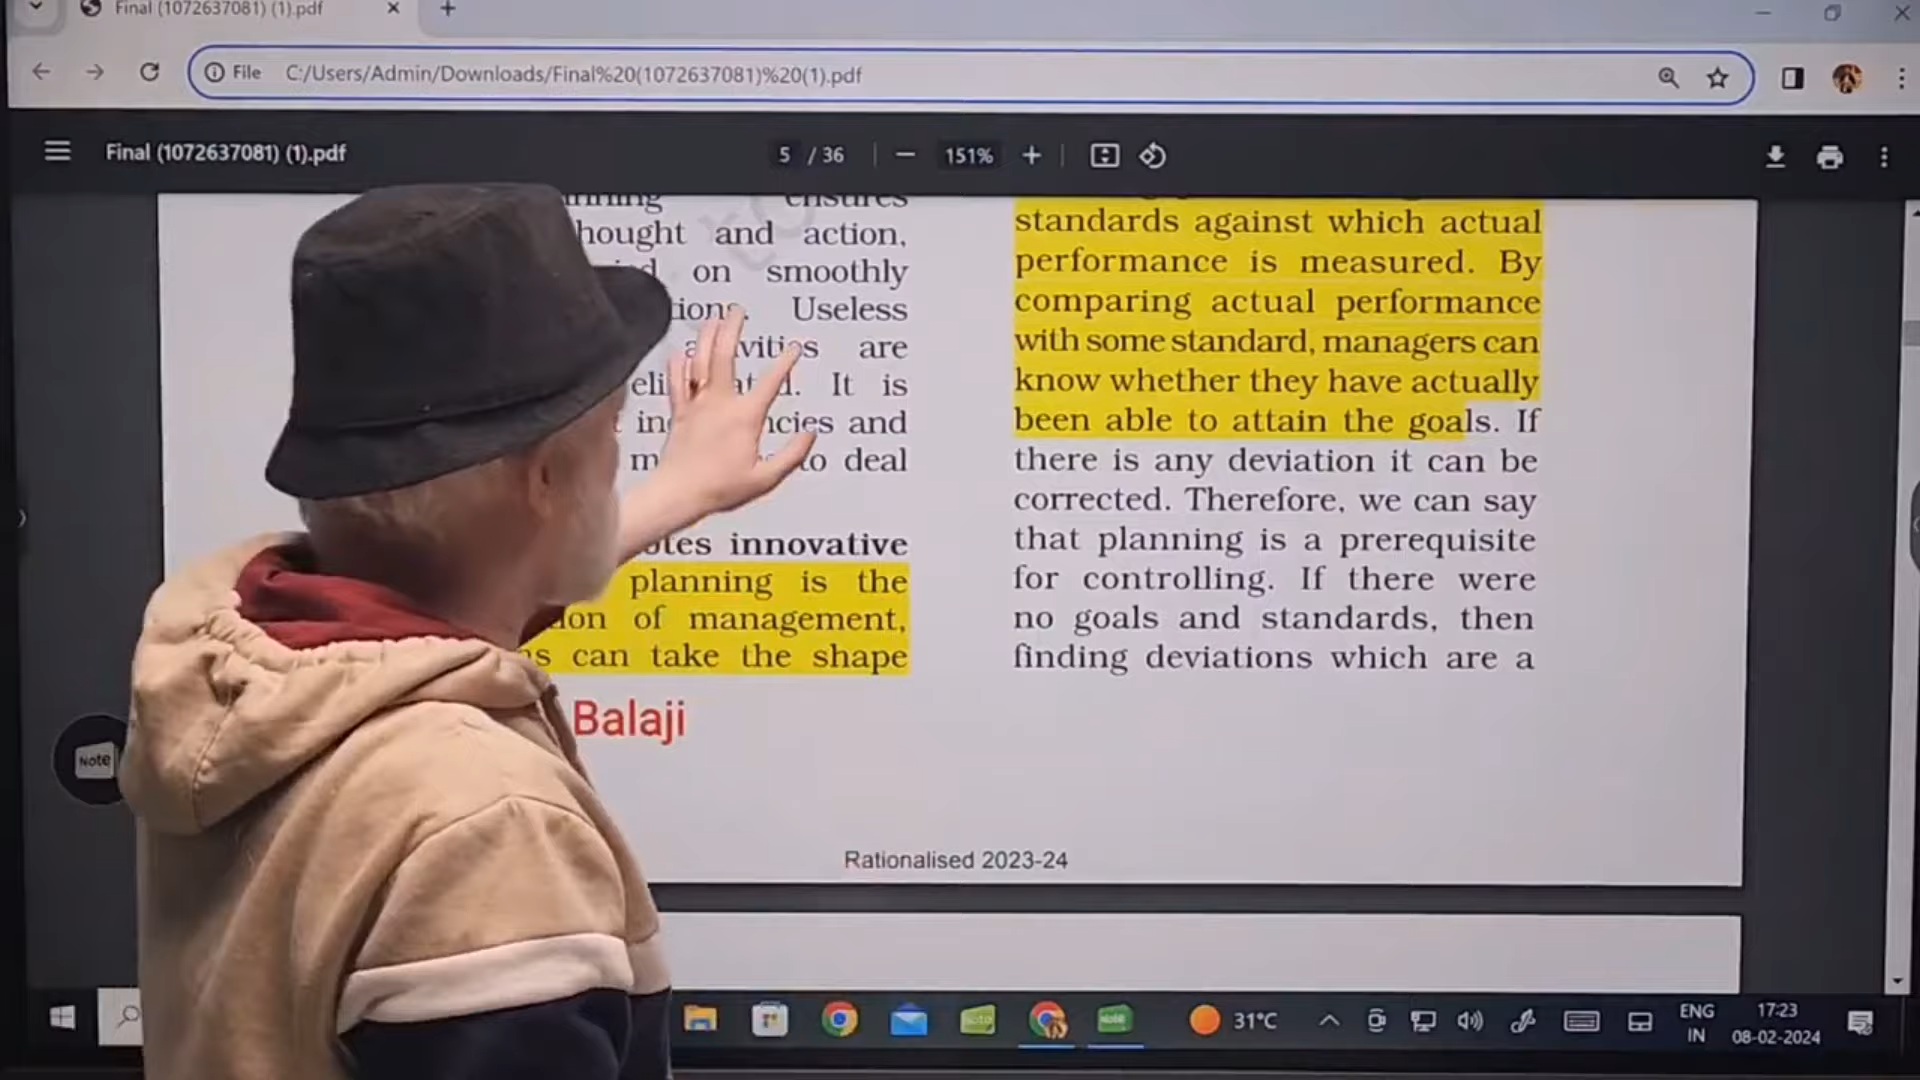 Final (1072637081) (1).pdf
File C:/Users/Admin/Downloads/Final%20(1072637081)%20(1).pdf
Final (1072637081) (1).pdf
5 / 36
151%
ensures
hought and action,
on smoothly
Useless
are
It is
and
to deal
innovative
planning is the
of management,
can take the shape
Balaji
standards against which actual
performance is measured. By
comparing actual performance
with some standard, managers can
know whether they have actually
been able to attain the goals. If
there is any deviation it can be
corrected. Therefore, we can say
that planning is a prerequisite
for controlling. If there were
no goals and standards, then
finding deviations which are a
Rationalised 2023-24
Note
31°C
ENG
IN
17:23
08-02-2024